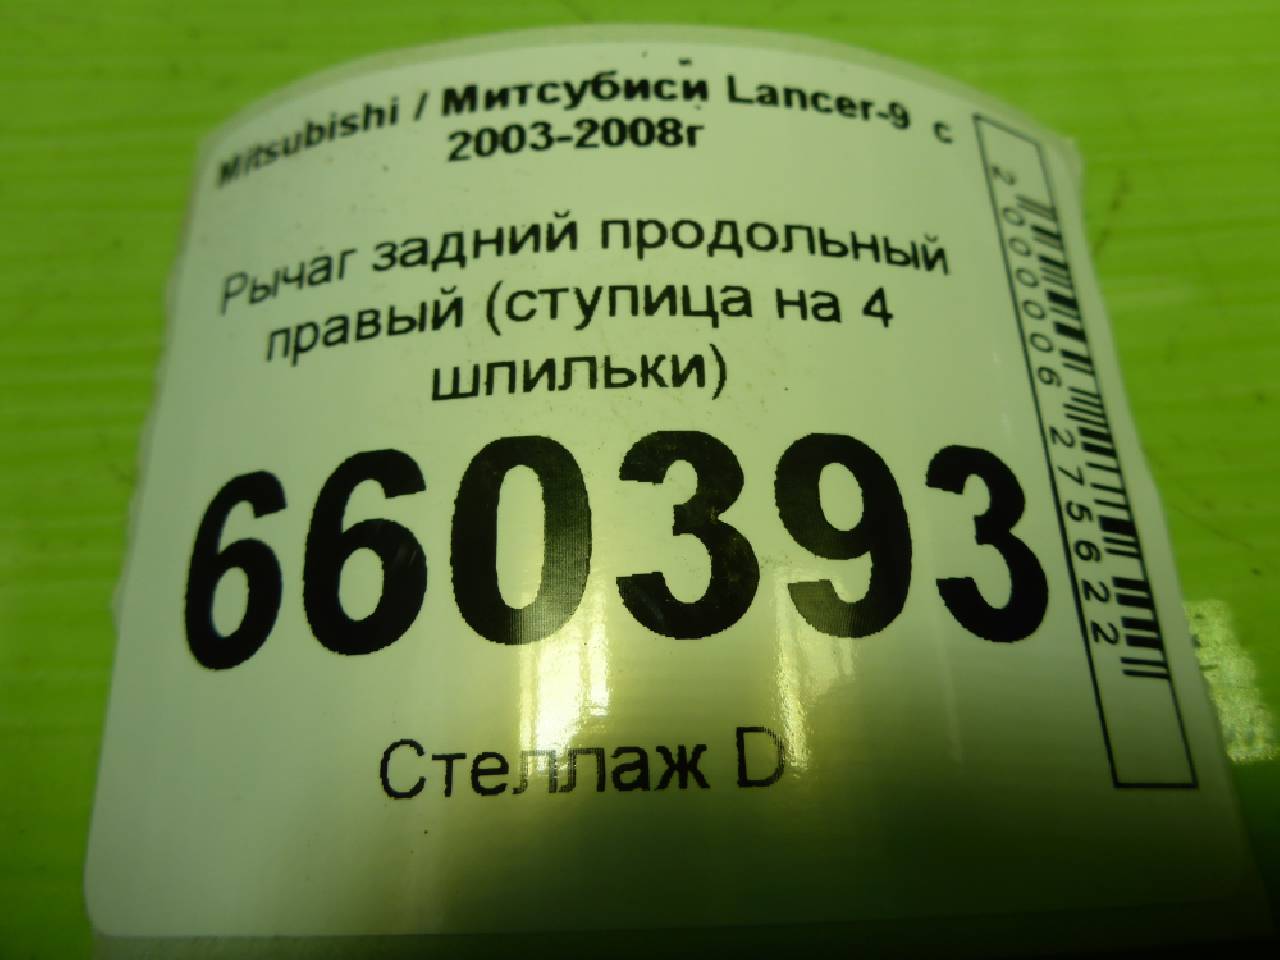 Mitsubishi / Митсубиси Lancer-9 с
2003-2008г
Рычаг задний продольный
правый (ступица на 4
шпильки)
660393
Стеллаж D
2000006275622